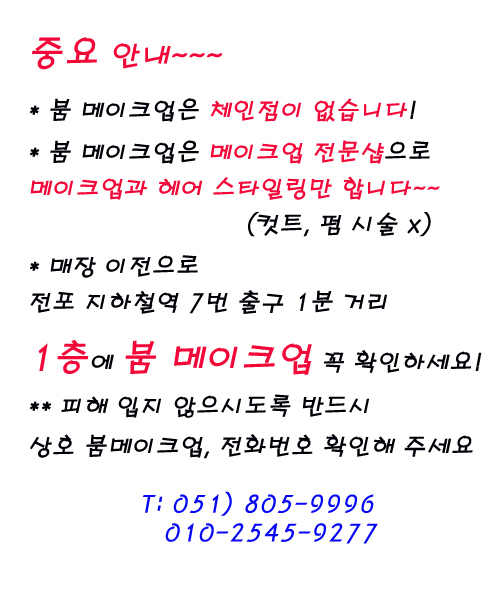 중요 안내~~~
* 붐 메이크업은 체인점이 없습니다!
* 붐 메이크업은 메이크업 전문샵으로
메이크업과 헤어 스타일링만 합니다~~
(컷트, 펌 시술 x)
* 매장 이전으로
전포 지하철역 7번 출구 1분 거리
1층에 붐 메이크업 꼭 확인하세요!
** 피해 입지 않으시도록 반드시
상호 붐메이크업, 전화번호 확인해 주세요
T: 051) 805-9996
010-2545-9277